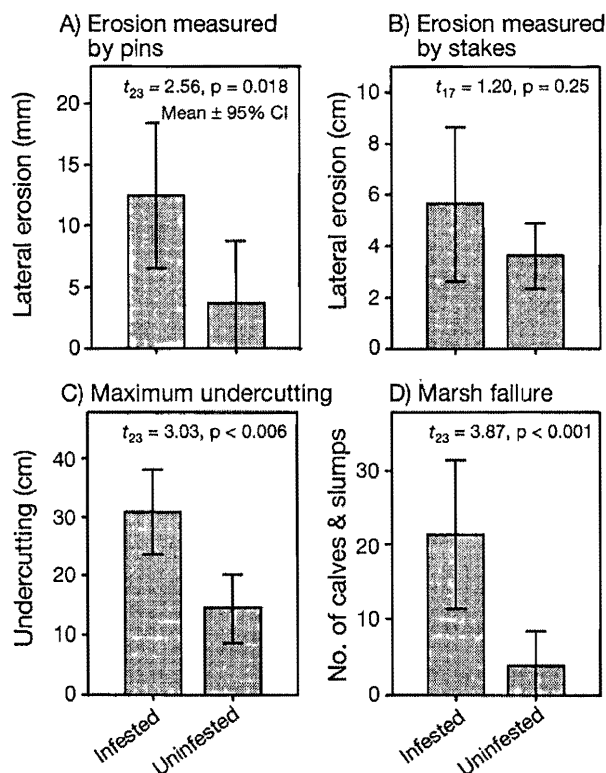 A) Erosion measured
by pins
t23 = 2.56, p = 0.018
Mean ± 95% CI
Lateral erosion (mm)
20
15
10
5
0
B) Erosion measured
by stakes
t17 = 1.20, p = 0.25
Lateral erosion (cm)
10
8
6
4
2
0
C) Maximum undercutting
t23 = 3.03, p < 0.006
Undercutting (cm)
40
30
20
10
0
Infested
Uninfested
D) Marsh failure
t23 = 3.87, p < 0.001
No. of calves & slumps
30
20
10
0
Infested
Uninfested